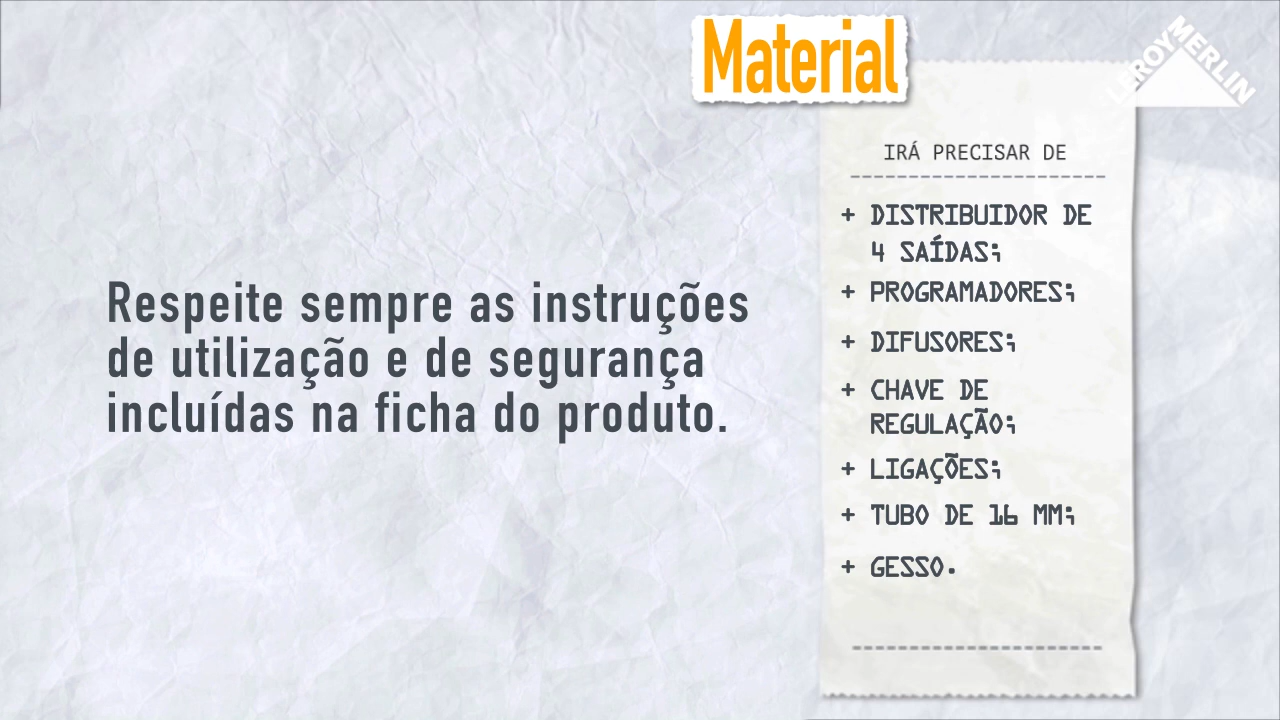 Material
LEROY MERLIN
IRÁ PRECISAR DE
+ DISTRIBUIDOR DE
4 SAÍDAS;
+ PROGRAMADORES;
+ DIFUSORES;
+ CHAVE DE
REGULAÇÃO;
+ LIGAÇÕES;
+ TUBO DE 16 MM;
+ GESSO.
Respeite sempre as instruções
de utilização e de segurança
incluídas na ficha do produto.